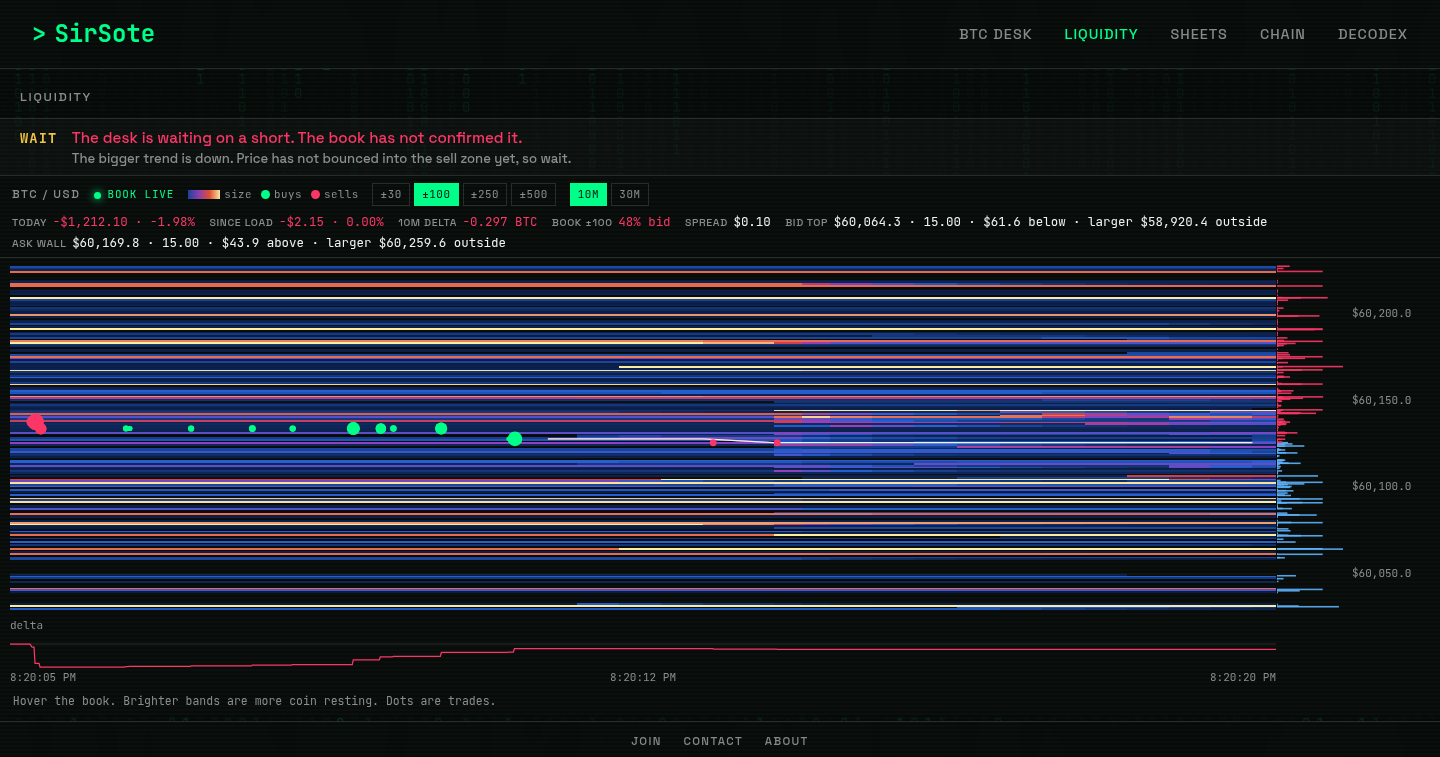 > SirSote
BTC DESK LIQUIDITY SHEETS CHAIN DECODEX
LIQUIDITY
WAIT The desk is waiting on a short. The book has not confirmed it.
The bigger trend is down. Price has not bounced into the sell zone yet, so wait.
BTC / USD BOOK LIVE size buys sells ±30 ±100 ±250 ±500 10M 30M
TODAY -$1,212.10 · -1.98% SINCE LOAD -$2.15 · 0.00% 10M DELTA -0.297 BTC BOOK ±100 48% bid SPREAD $0.10 BID TOP $60,064.3 · 15.00 · $61.6 below · larger $58,920.4 outside
ASK WALL $60,169.8 · 15.00 · $43.9 above · larger $60,259.6 outside
$60,200.0
$60,150.0
$60,100.0
$60,050.0
delta
8:20:05 PM 8:20:12 PM 8:20:20 PM
Hover the book. Brighter bands are more coin resting. Dots are trades.
JOIN CONTACT ABOUT